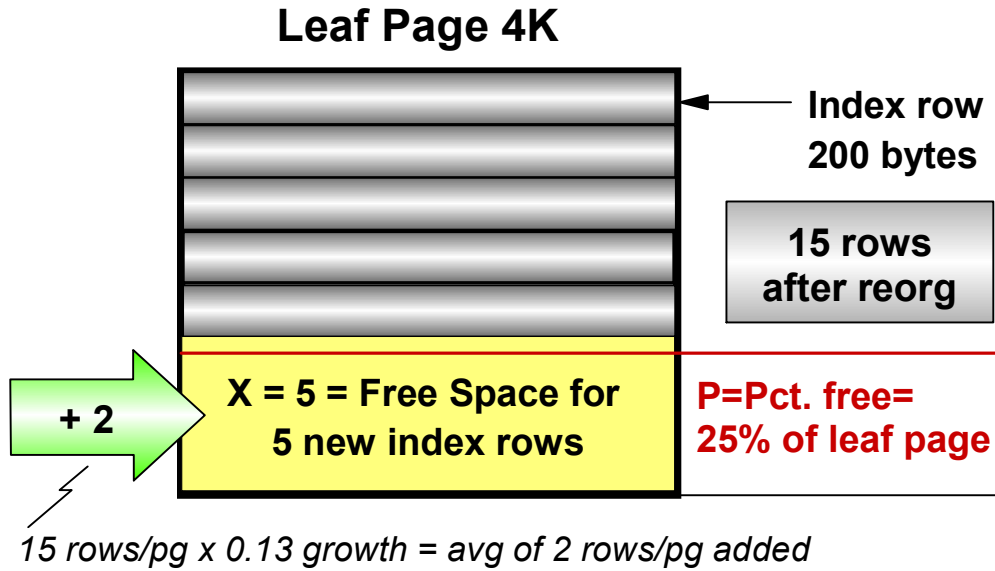 Leaf Page 4K
Index row
200 bytes
15 rows
after reorg
X = 5 = Free Space for
5 new index rows
P=Pct. free=
25% of leaf page
+ 2
15 rows/pg x 0.13 growth = avg of 2 rows/pg added